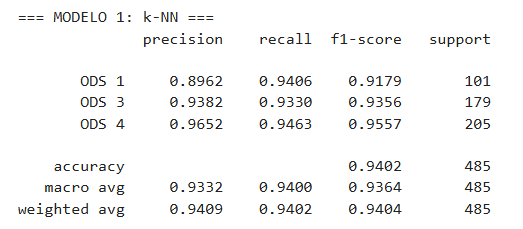 === MODELO 1: k-NN ===
precision recall f1-score support
ODS 1 0.8962 0.9406 0.9179 101
ODS 3 0.9382 0.9330 0.9356 179
ODS 4 0.9652 0.9463 0.9557 205
accuracy 0.9402 485
macro avg 0.9332 0.9400 0.9364 485
weighted avg 0.9409 0.9402 0.9404 485